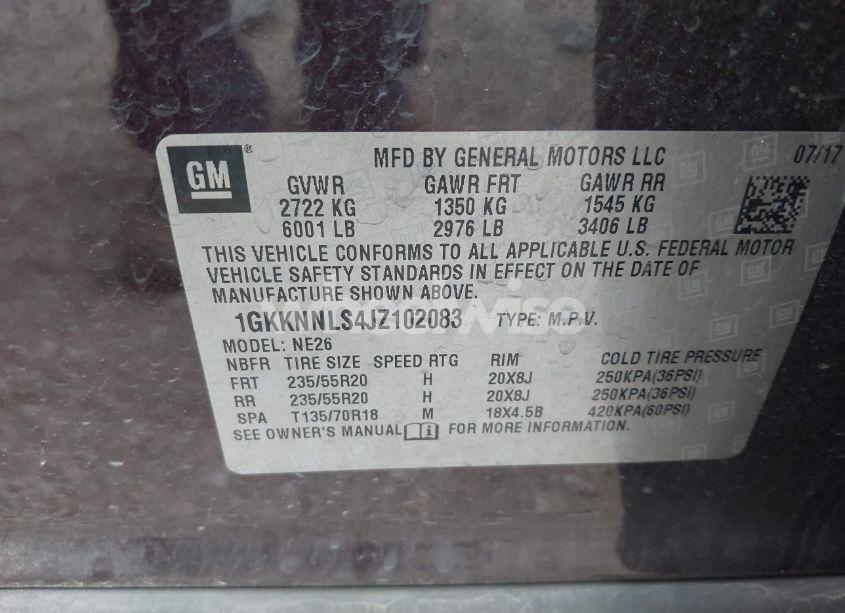 GM
MFD BY GENERAL MOTORS LLC 07/17
GVWR GAWR FRT GAWR RR
2722 KG 1350 KG 1545 KG
6001 LB 2976 LB 3406 LB
THIS VEHICLE CONFORMS TO ALL APPLICABLE U.S. FEDERAL MOTOR
VEHICLE SAFETY STANDARDS IN EFFECT ON THE DATE OF
MANUFACTURE SHOWN ABOVE.
1GKKNNLS4JZ102083 TYPE: M.P.V.
MODEL: NE26
NBFR TIRE SIZE SPEED RTG RIM COLD TIRE PRESSURE
FRT 235/55R20 H 20X8J 250KPA(36PSI)
RR 235/55R20 H 20X8J 250KPA(36PSI)
SPA T135/70R18 M 18X4.5B 420KPA(60PSI)
SEE OWNER'S MANUAL FOR MORE INFORMATION.